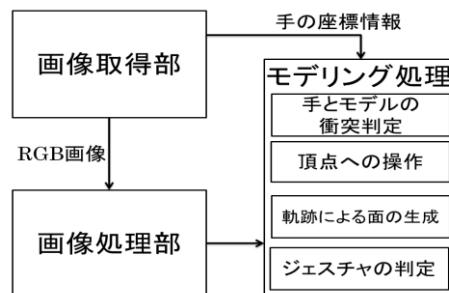 手の座標情報
画像取得部
モデリング処理
手とモデルの
衝突判定
RGB画像
頂点への操作
軌跡による面の生成
画像処理部
ジェスチャの判定